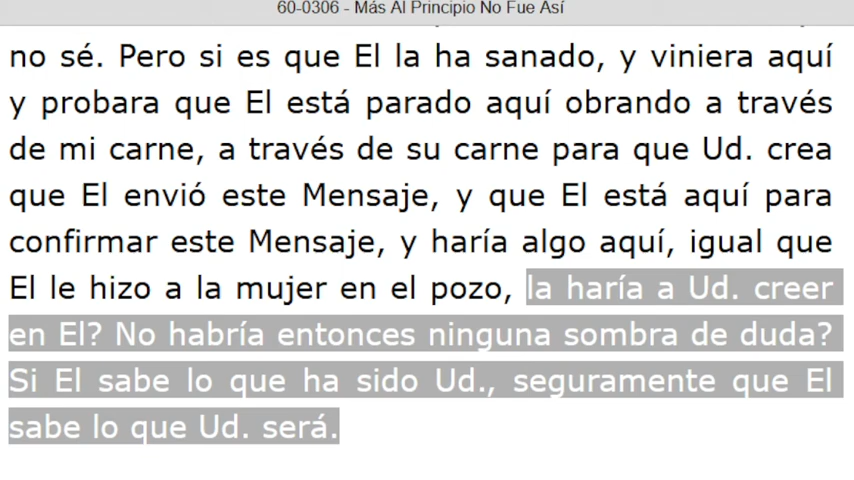 60-0306 - Más Al Principio No Fue Así
no sé. Pero si es que El la ha sanado, y viniera aquí
y probara que El está parado aquí obrando a través
de mi carne, a través de su carne para que Ud. crea
que El envió este Mensaje, y que El está aquí para
confirmar este Mensaje, y haría algo aquí, igual que
El le hizo a la mujer en el pozo, la haría a Ud. creer
en El? No habría entonces ninguna sombra de duda?
Si El sabe lo que ha sido Ud., seguramente que El
sabe lo que Ud. será.